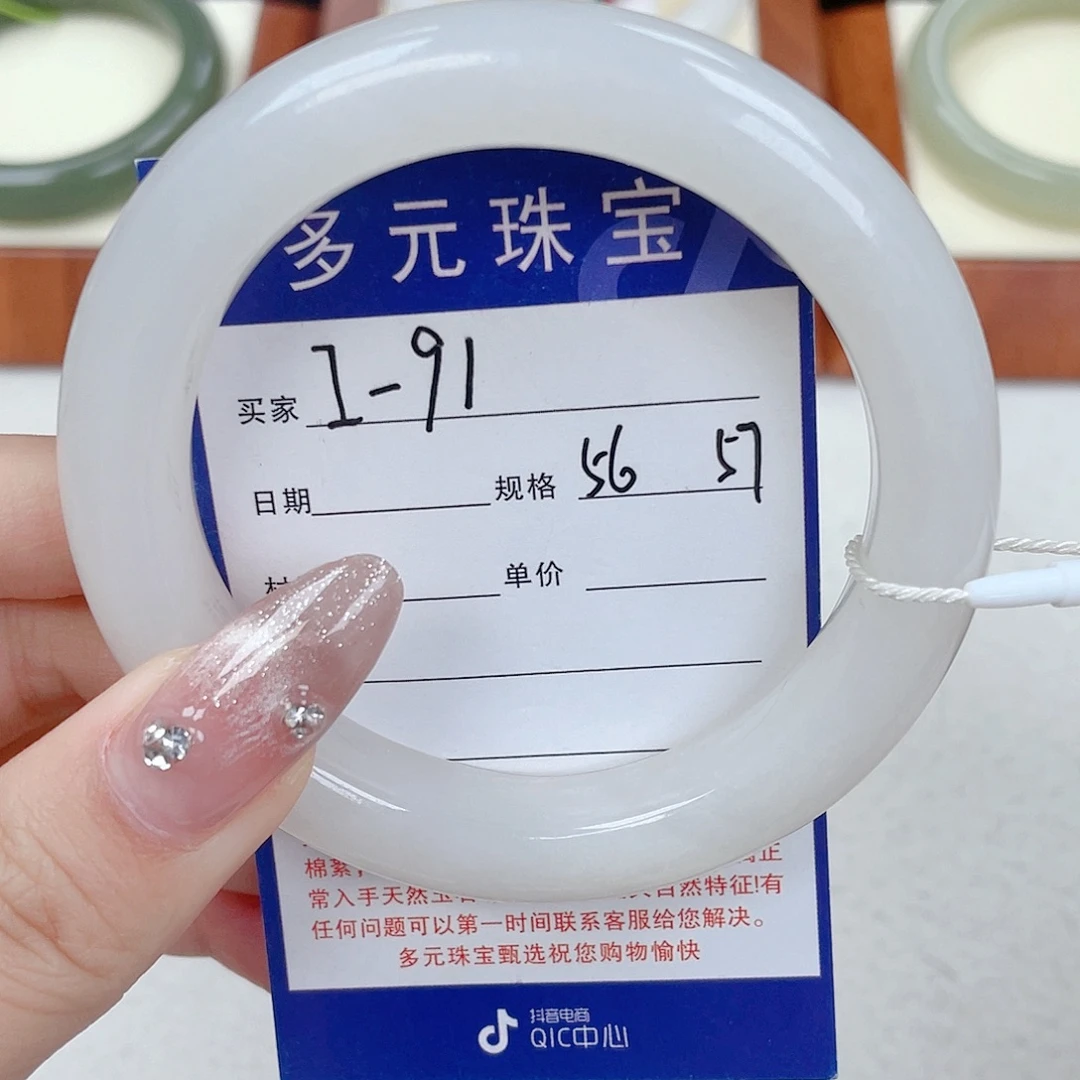 多元珠宝
买家 I-91
日期 规格 56 57
单价
棉絮
常入手天然玉 自然特征!有
任何问题可以第一时间联系客服给您解决。
多元珠宝甄选祝您购物愉快
抖音电商
QIC中心